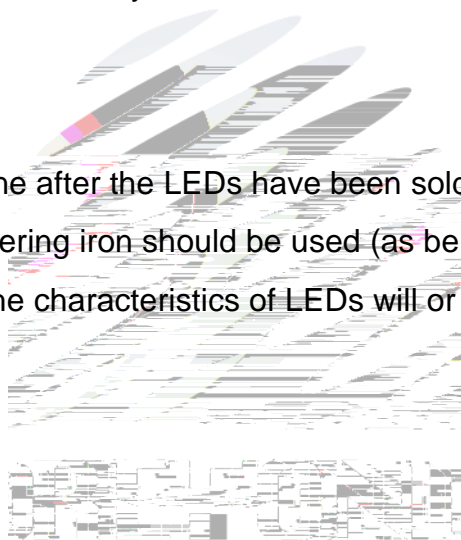 ne after the LEDs have been sold
ering iron should be used (as be
ne characteristics of LEDs will or